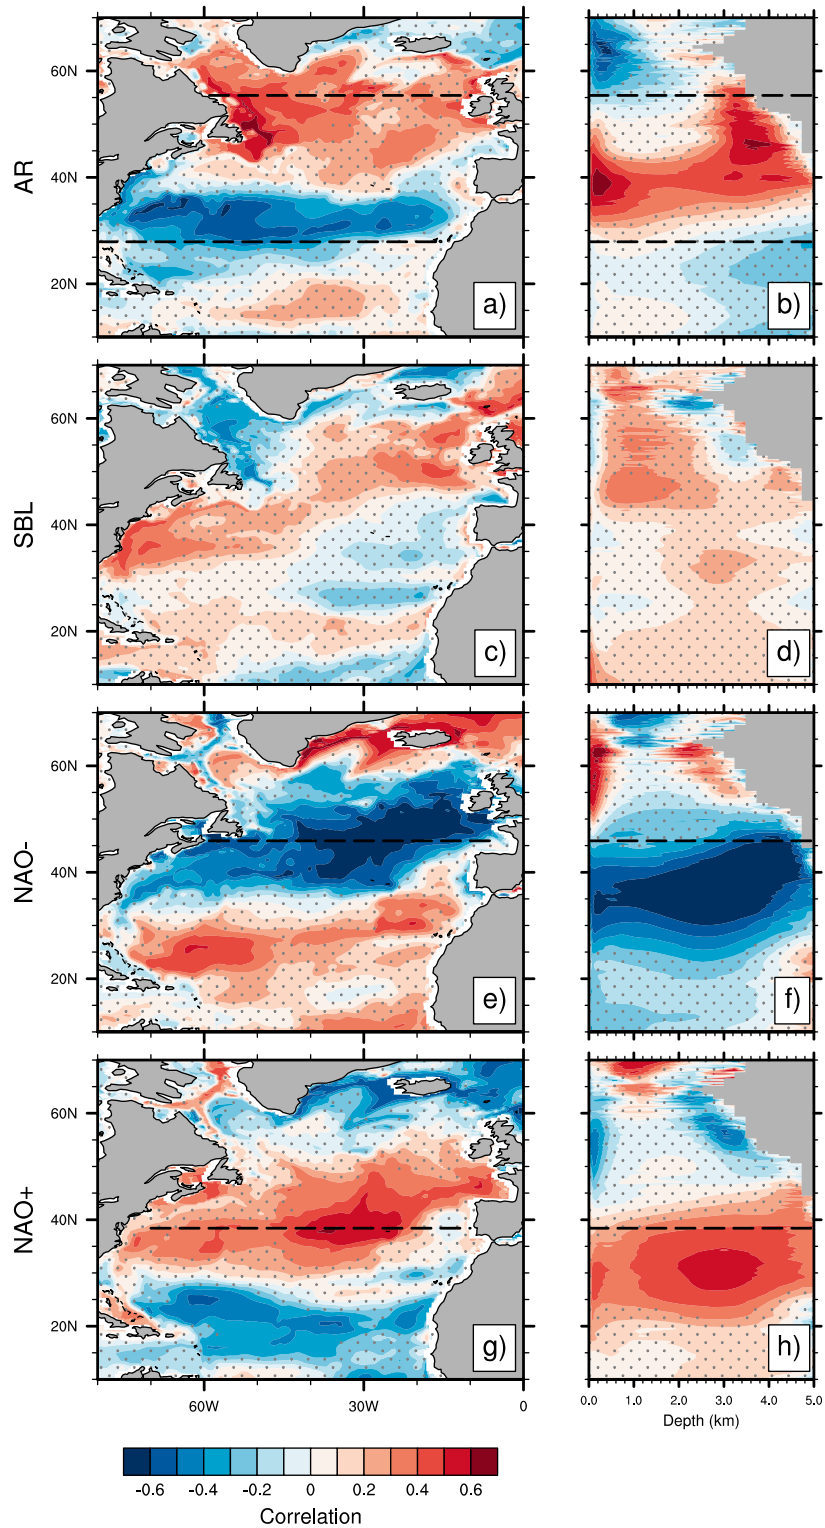 60N
40N
20N
AR
a)
b)
60N
40N
20N
SBL
c)
d)
60N
40N
20N
NAO-
e)
f)
60N
40N
20N
NAO+
g)
h)
60W
30W
0
0.0
1.0
2.0
3.0
4.0
5.0
Depth (km)
-0.6
-0.4
-0.2
0
0.2
0.4
0.6
Correlation